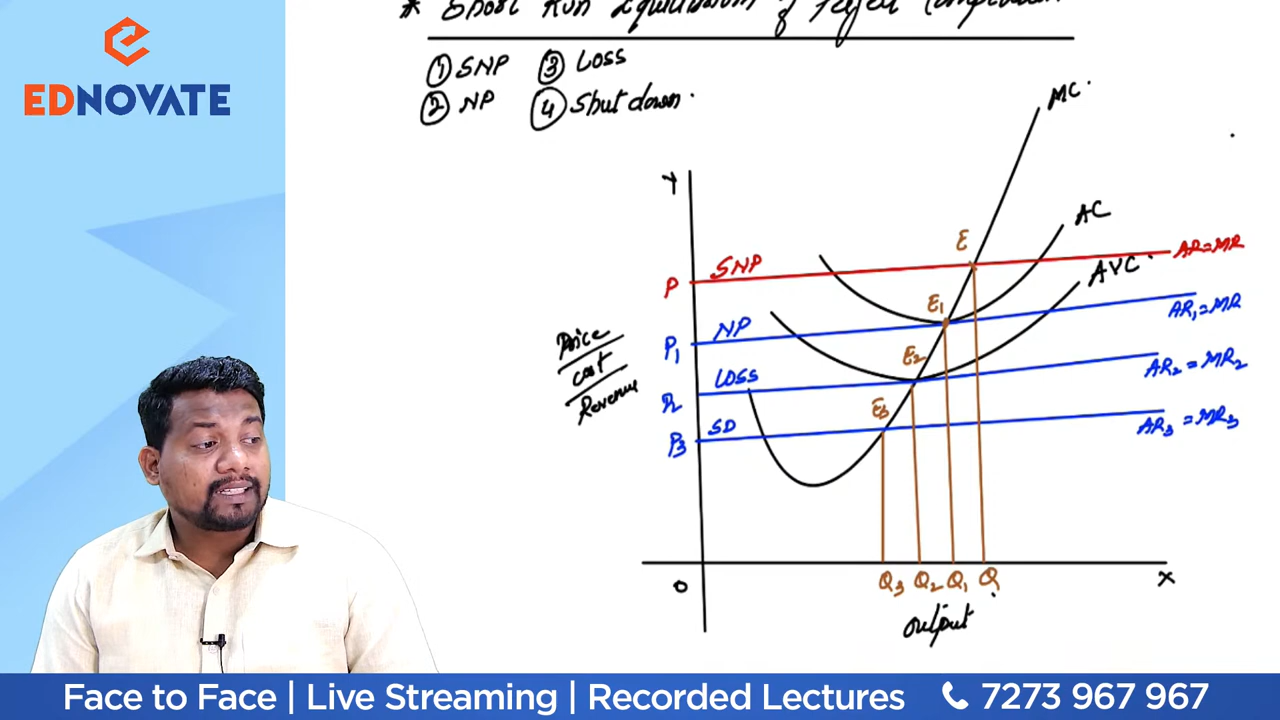 * Short Run Equilibrium of Perfect Competition
EDNOVATE
① SNP ③ Loss
② NP ④ Shut down.
MC.
Y
AC
E
SNP
AR=MR
P
AVC.
E1
NP
AR1=MR
P1
Price
cost
Revenue
E2
LOSS
AR2=MR2
P2
E3
SD
AR3=MR3
P3
O
Q3 Q2 Q1 Q
X
output
Face to Face | Live Streaming | Recorded Lectures 7273 967 967